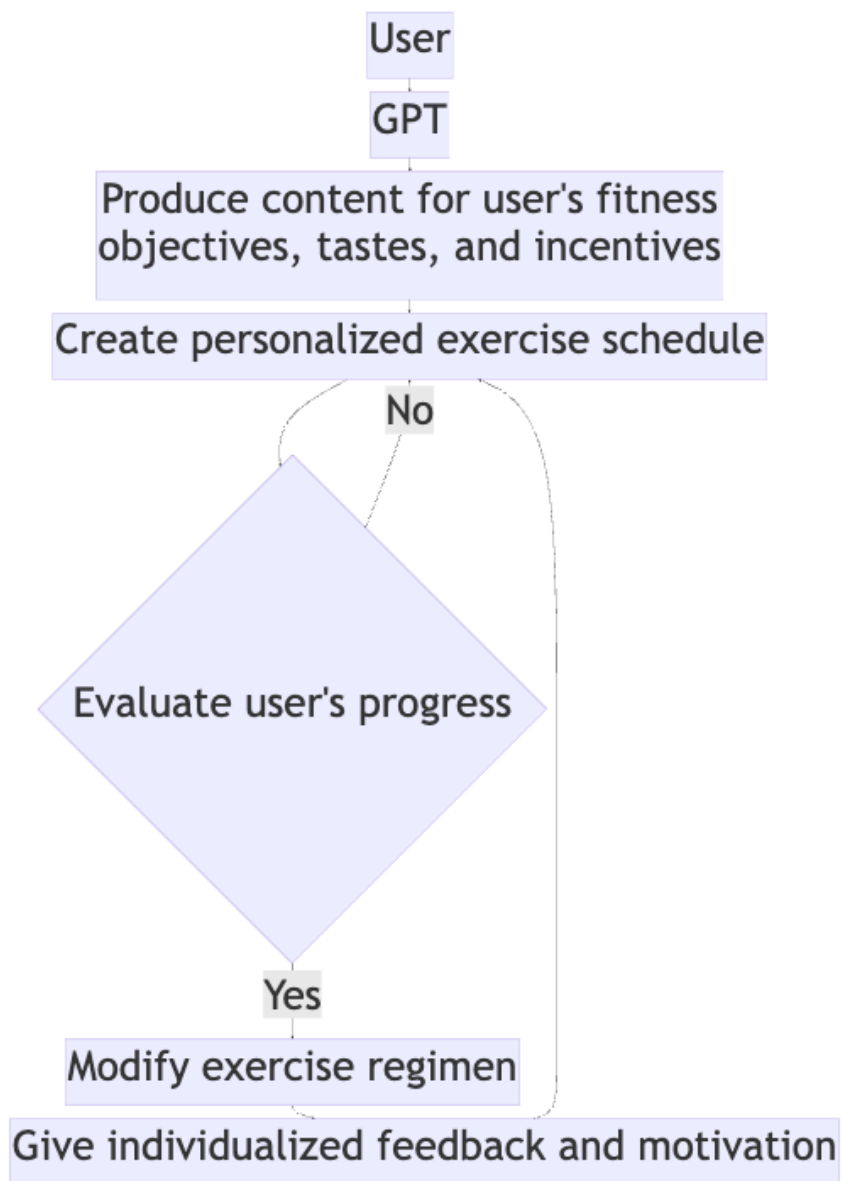 User
GPT
Produce content for user's fitness
objectives, tastes, and incentives
Create personalized exercise schedule
No
Evaluate user's progress
Yes
Modify exercise regimen
Give individualized feedback and motivation